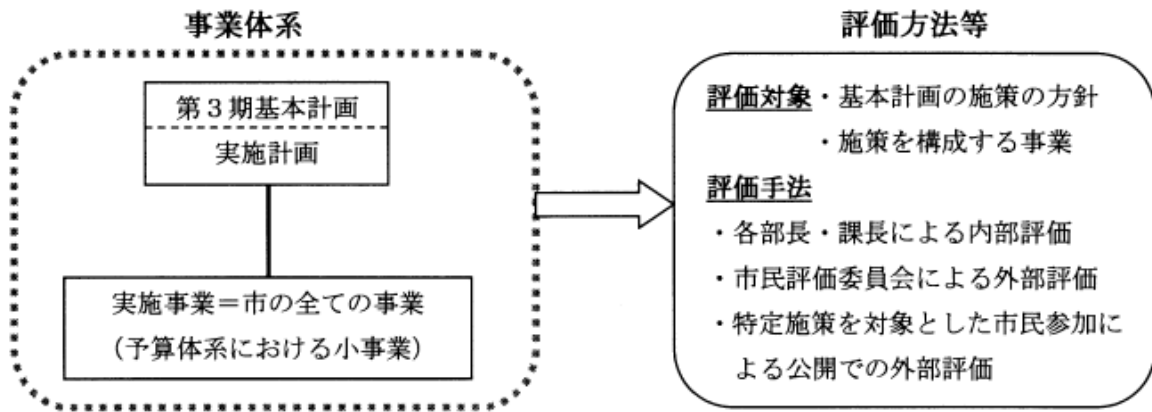 事業体系
第3期基本計画
実施計画
実施事業=市の全ての事業
(予算体系における小事業)
評価方法等
評価対象・基本計画の施策の方針
・施策を構成する事業
評価手法
・各部長・課長による内部評価
・市民評価委員会による外部評価
・特定施策を対象とした市民参加に
よる公開での外部評価